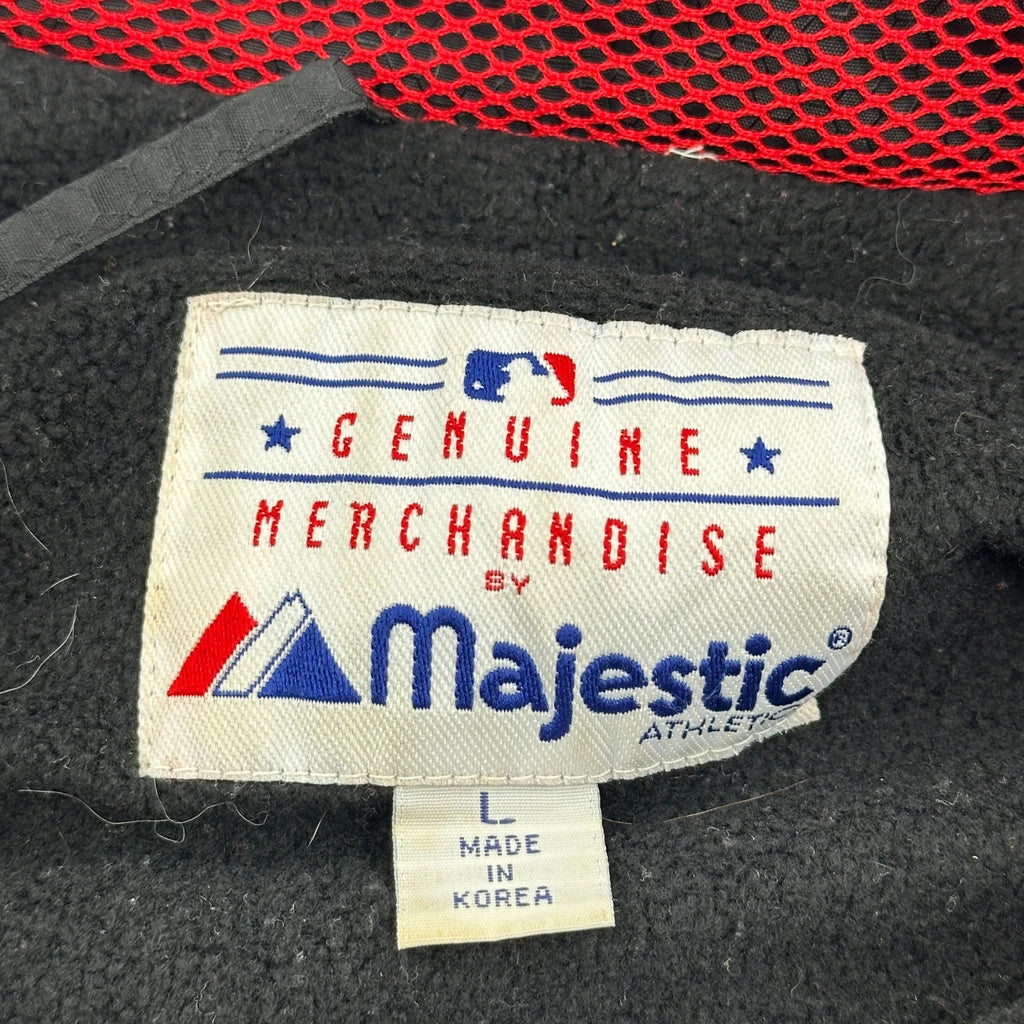 GENUINE
MERCHANDISE
BY
Majestic®
ATHLETIC
L
MADE
IN
KOREA